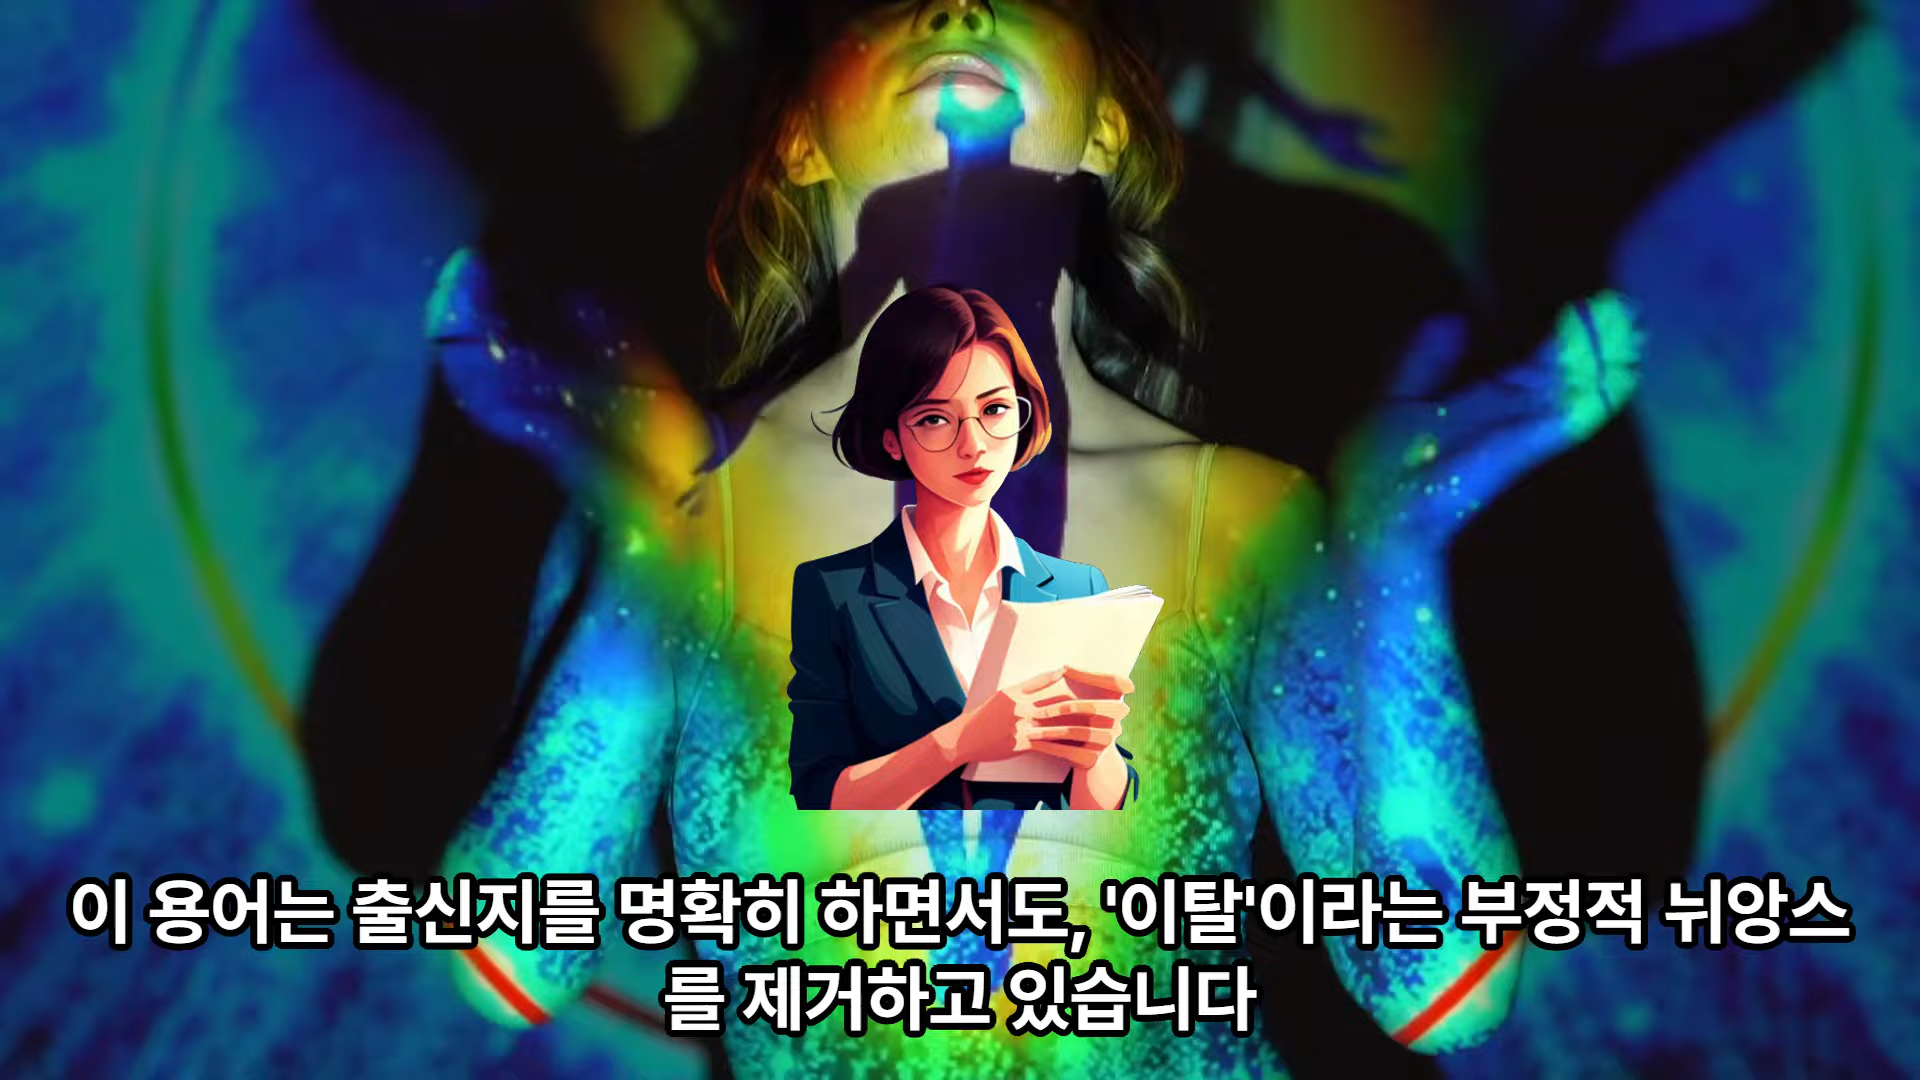 이 용어는 출신지를 명확히 하면서도, '이탈'이라는 부정적 뉘앙스
를 제거하고 있습니다